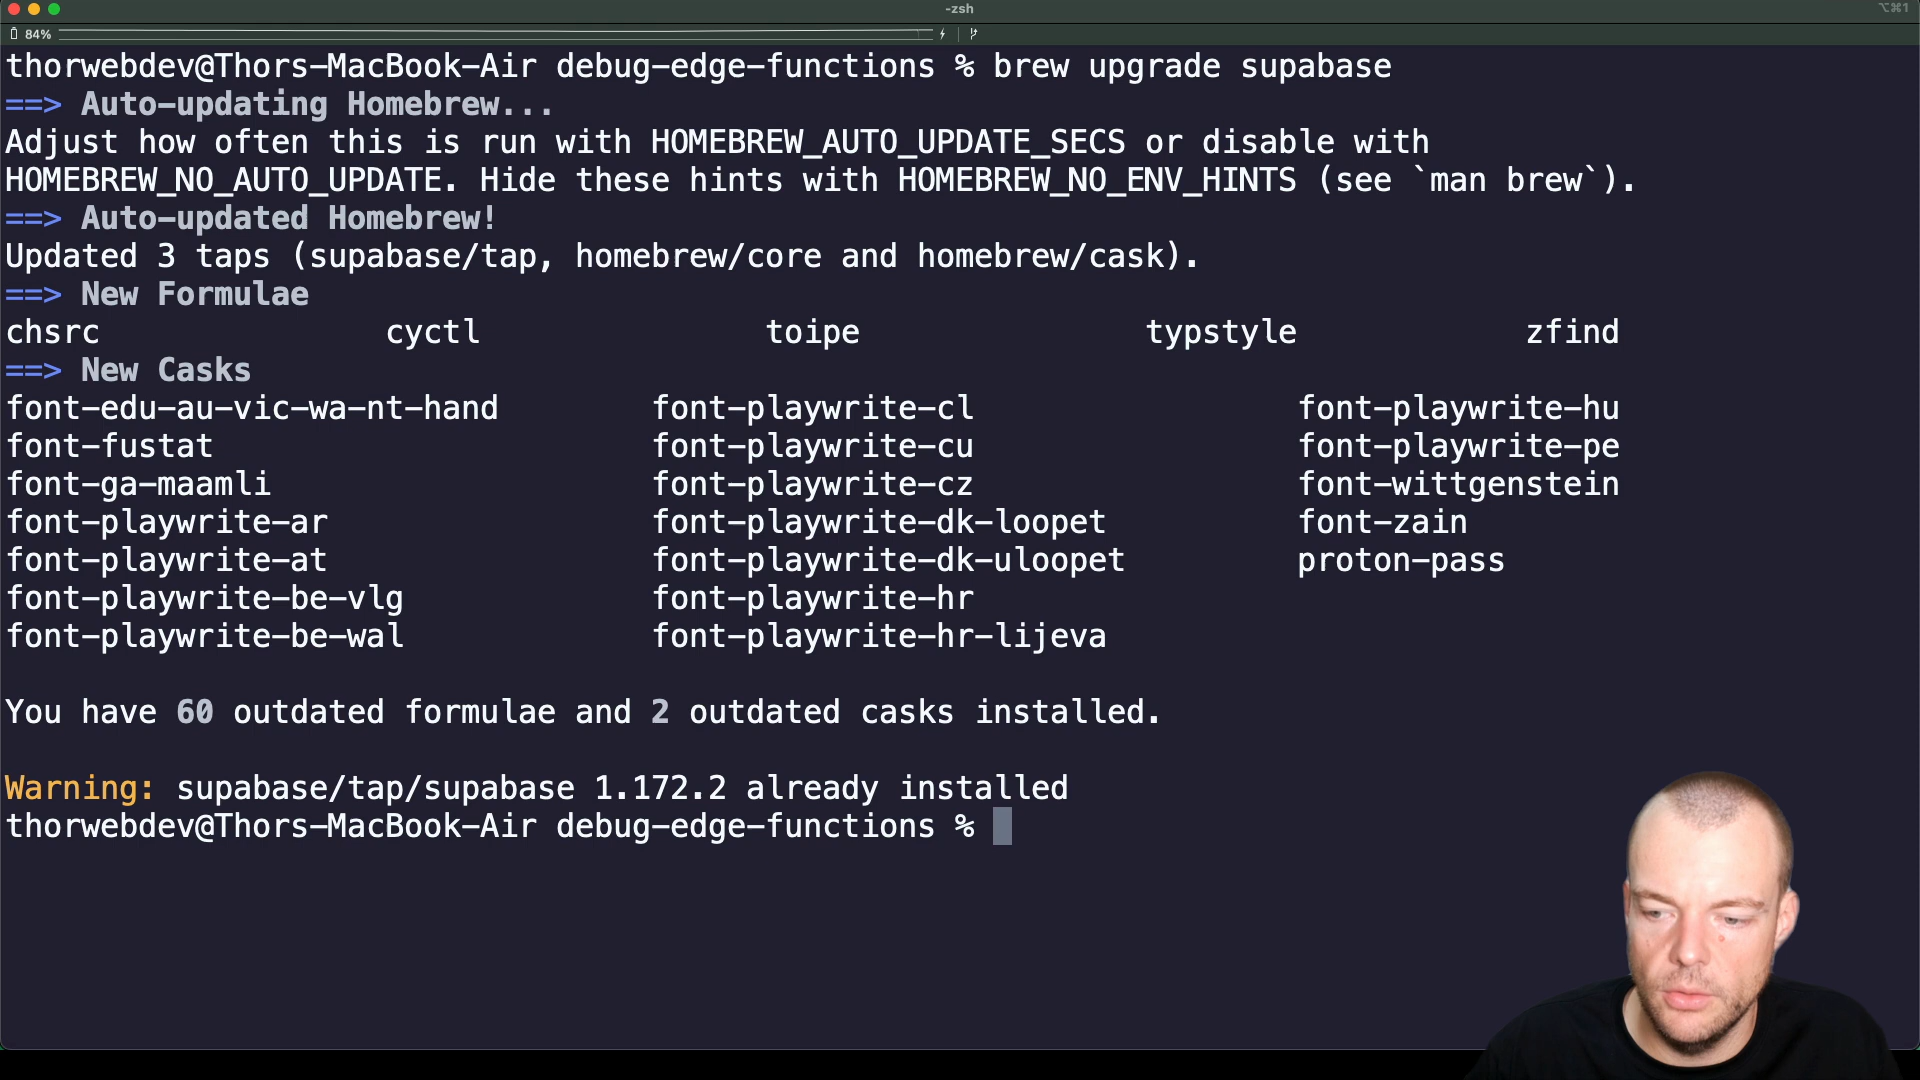 -zsh
⌥⌘1
84%
thorwebdev@Thors-MacBook-Air debug-edge-functions % brew upgrade supabase
==> Auto-updating Homebrew...
Adjust how often this is run with HOMEBREW_AUTO_UPDATE_SECS or disable with
HOMEBREW_NO_AUTO_UPDATE. Hide these hints with HOMEBREW_NO_ENV_HINTS (see `man brew`).
==> Auto-updated Homebrew!
Updated 3 taps (supabase/tap, homebrew/core and homebrew/cask).
==> New Formulae
chsrc cyctl toipe typstyle zfind
==> New Casks
font-edu-au-vic-wa-nt-hand font-playwrite-cl font-playwrite-hu
font-fustat font-playwrite-cu font-playwrite-pe
font-ga-maamli font-playwrite-cz font-wittgenstein
font-playwrite-ar font-playwrite-dk-loopet font-zain
font-playwrite-at font-playwrite-dk-uloopet proton-pass
font-playwrite-be-vlg font-playwrite-hr
font-playwrite-be-wal font-playwrite-hr-lijeva
You have 60 outdated formulae and 2 outdated casks installed.
Warning: supabase/tap/supabase 1.172.2 already installed
thorwebdev@Thors-MacBook-Air debug-edge-functions %